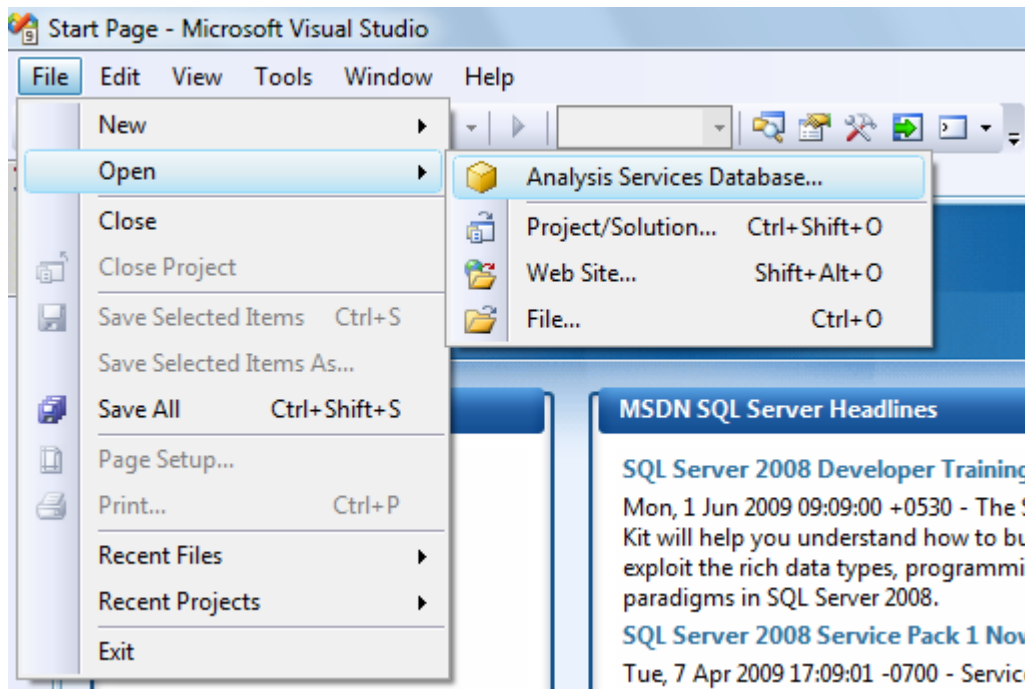 Start Page - Microsoft Visual Studio
File Edit View Tools Window Help
New
Open
Close
Close Project
Save Selected Items Ctrl+S
Save Selected Items As...
Save All Ctrl+Shift+S
Page Setup...
Print... Ctrl+P
Recent Files
Recent Projects
Exit
Analysis Services Database...
Project/Solution... Ctrl+Shift+O
Web Site... Shift+Alt+O
File... Ctrl+O
MSDN SQL Server Headlines
SQL Server 2008 Developer Training
Mon, 1 Jun 2009 09:09:00 +0530 - The
Kit will help you understand how to
exploit the rich data types,
paradigms in SQL Server 2008.
SQL Server 2008 Service Pack 1
Tue, 7 Apr 2009 17:09:01 -0700 -